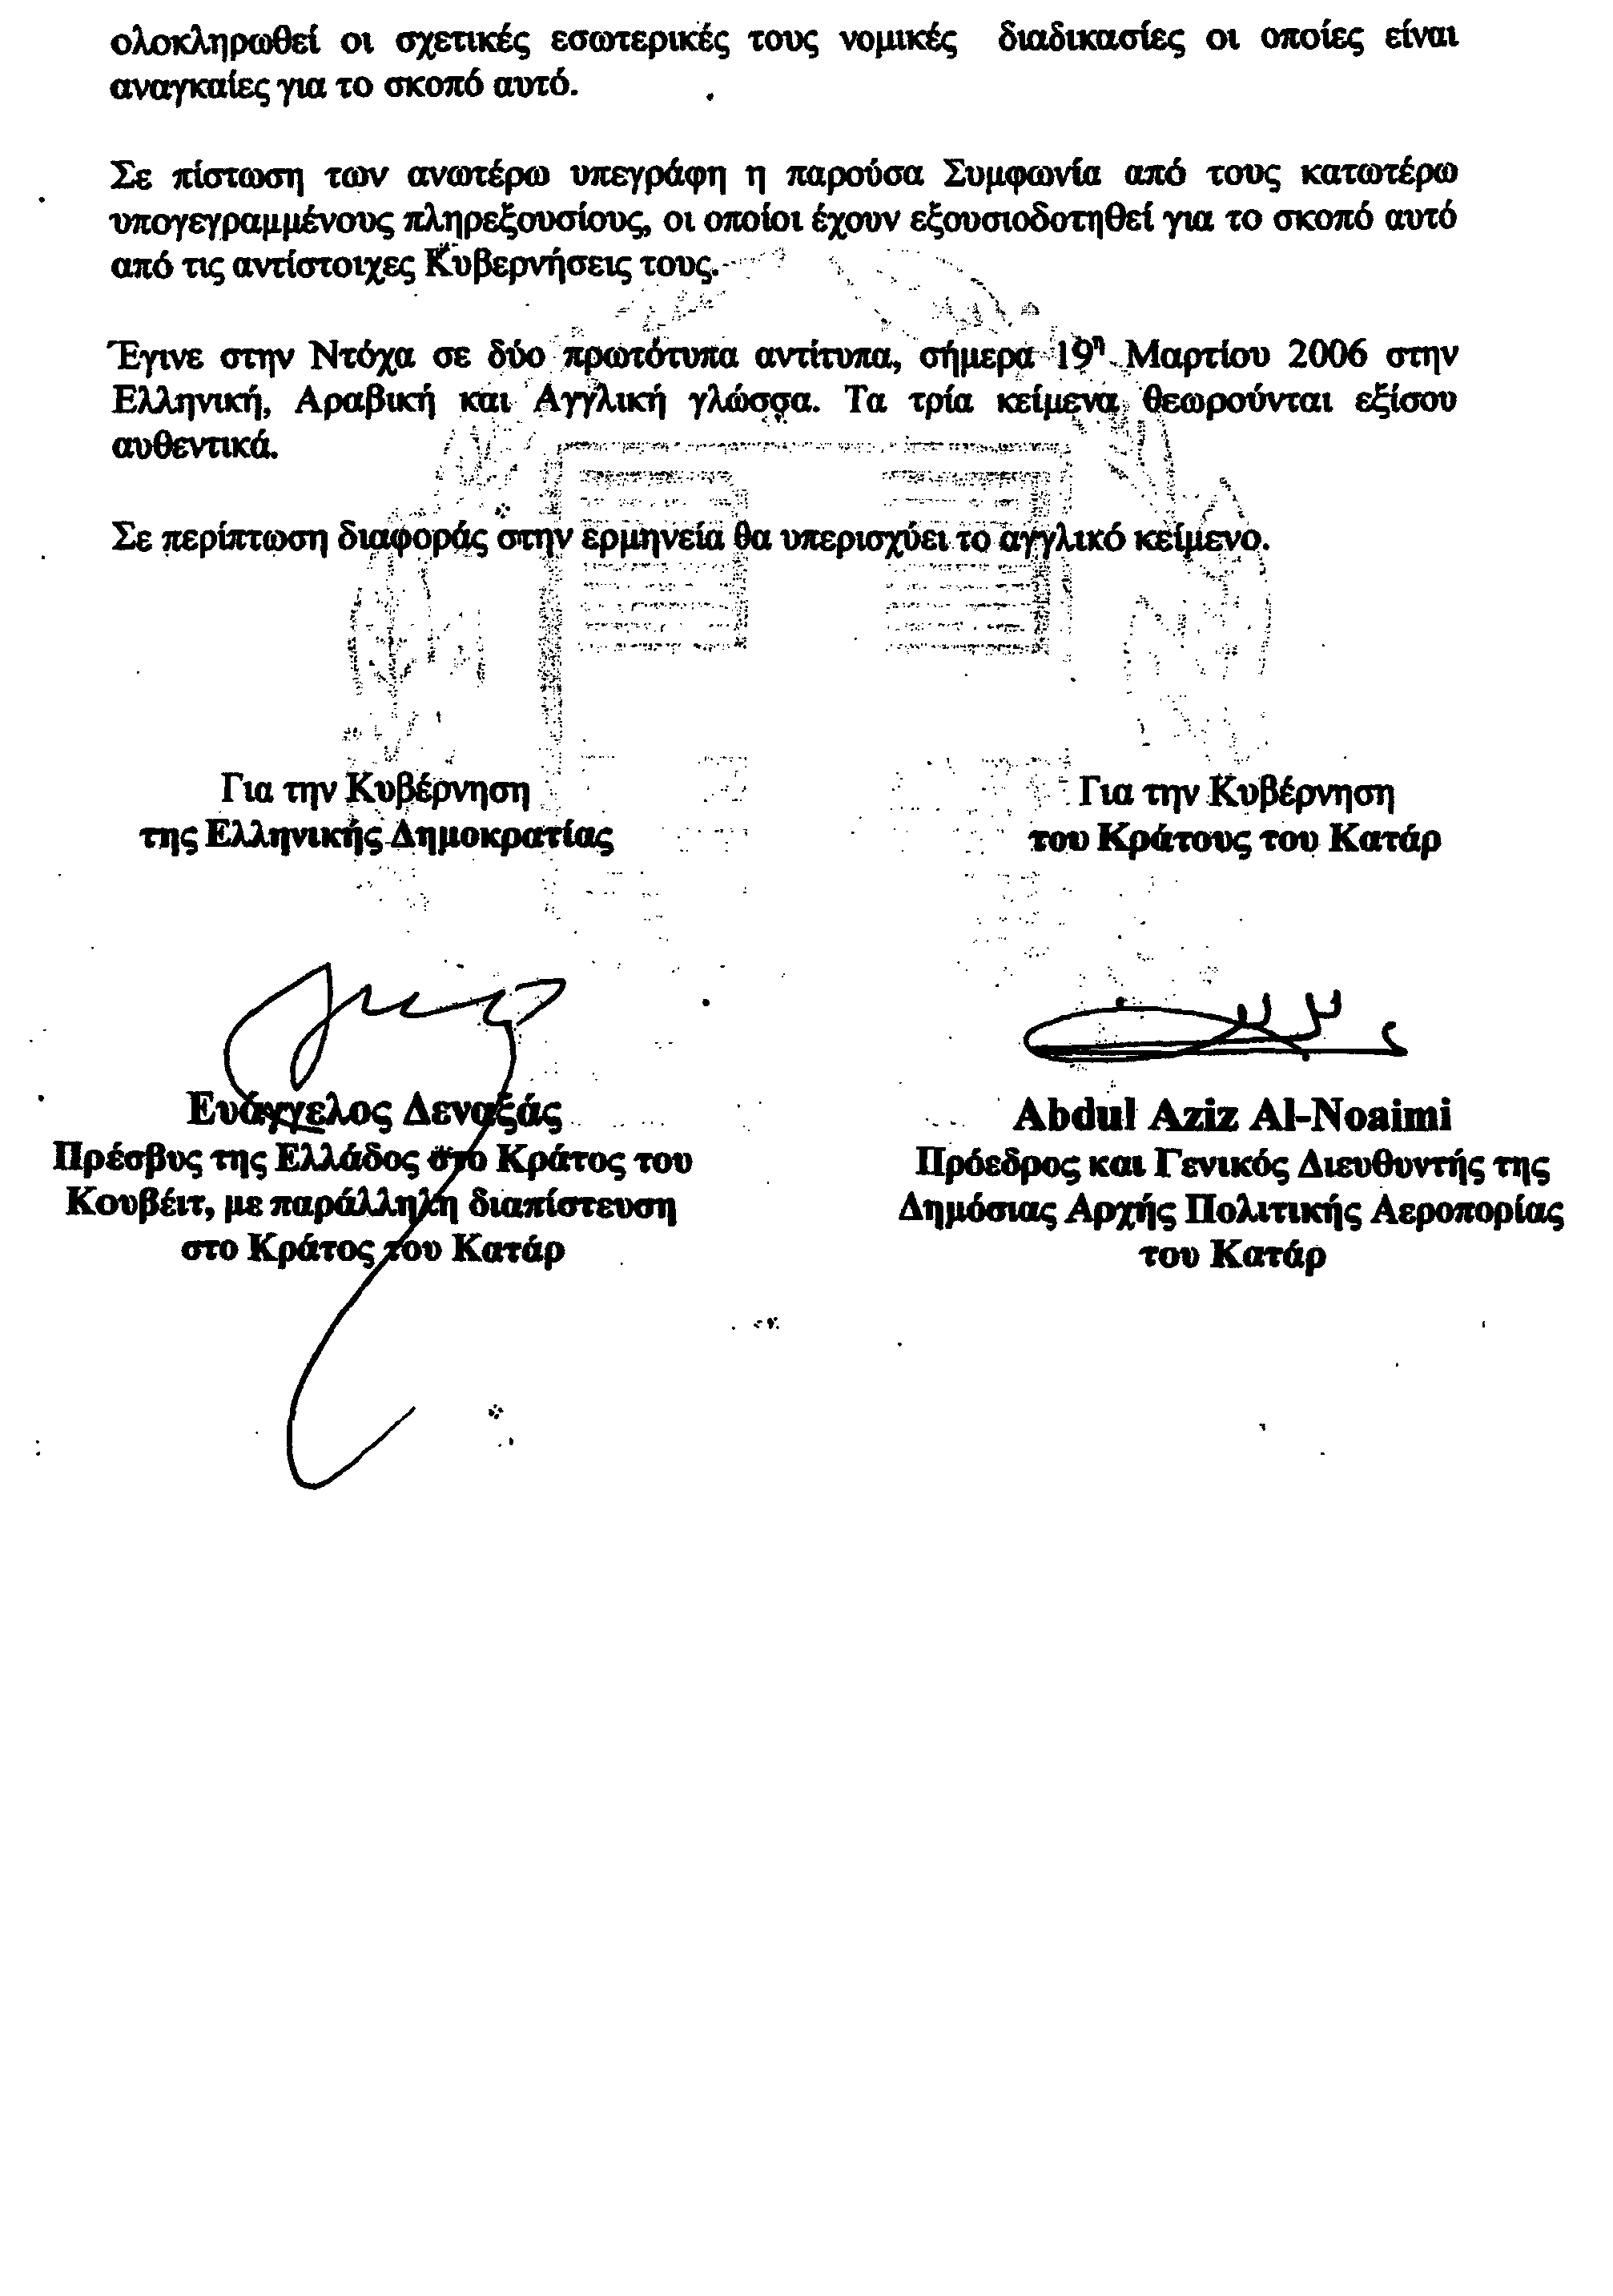 ολοκληρωθεί οι σχετικές εσωτερικές τους νομικές διαδικασίες οι οποίες είναι
αναγκαίες για το σκοπό αυτό.
Σε πίστωση των ανωτέρω υπεγράφη η παρούσα Συμφωνία από τους κατωτέρω
υπογεγραμμένους πληρεξουσίους, οι οποίοι έχουν εξουσιοδοτηθεί για το σκοπό αυτό
από τις αντίστοιχες Κυβερνήσεις τους.
Έγινε στην Ντόχα σε δύο πρωτότυπα αντίτυπα, σήμερα 19η Μαρτίου 2006 στην
Ελληνική, Αραβική και Αγγλική γλώσσα. Τα τρία κείμενα θεωρούνται εξίσου
αυθεντικά.
Σε περίπτωση διαφοράς στην ερμηνεία θα υπερισχύει το αγγλικό κείμενο.
Για την Κυβέρνηση
της Ελληνικής Δημοκρατίας
Ευάγγελος Δεναξάς
Πρέσβυς της Ελλάδος στο Κράτος του
Κουβέιτ, με παράλληλη διαπίστευση
στο Κράτος του Κατάρ
Για την Κυβέρνηση
του Κράτους του Κατάρ
Abdul Aziz Al-Noaimi
Πρόεδρος και Γενικός Διευθυντής της
Δημόσιας Αρχής Πολιτικής Αεροπορίας
του Κατάρ